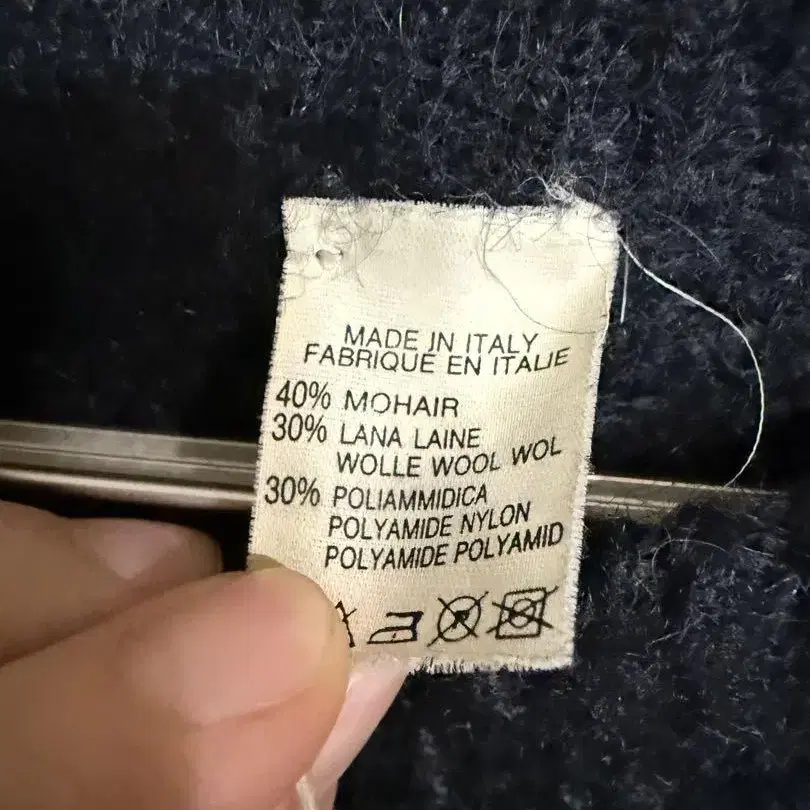 MADE IN ITALY
FABRIQUE EN ITALIE
40% MOHAIR
30% LANA LAINE
WOLLE WOOL WOL
30% POLIAMMIDICA
POLYAMIDE NYLON
POLYAMIDE POLYAMID